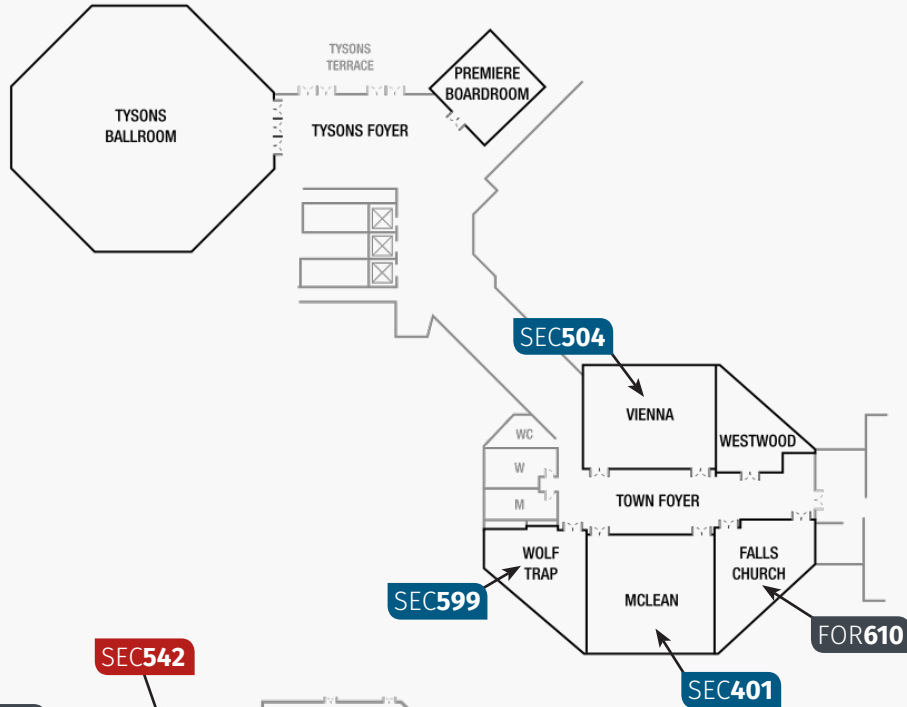 TYSONS
TERRACE
PREMIERE
BOARDROOM
TYSONS
BALLROOM
TYSONS FOYER
SEC504
VIENNA
WESTWOOD
WC
W
M
TOWN FOYER
WOLF
TRAP
FALLS
CHURCH
MCLEAN
SEC599
FOR610
SEC542
SEC401